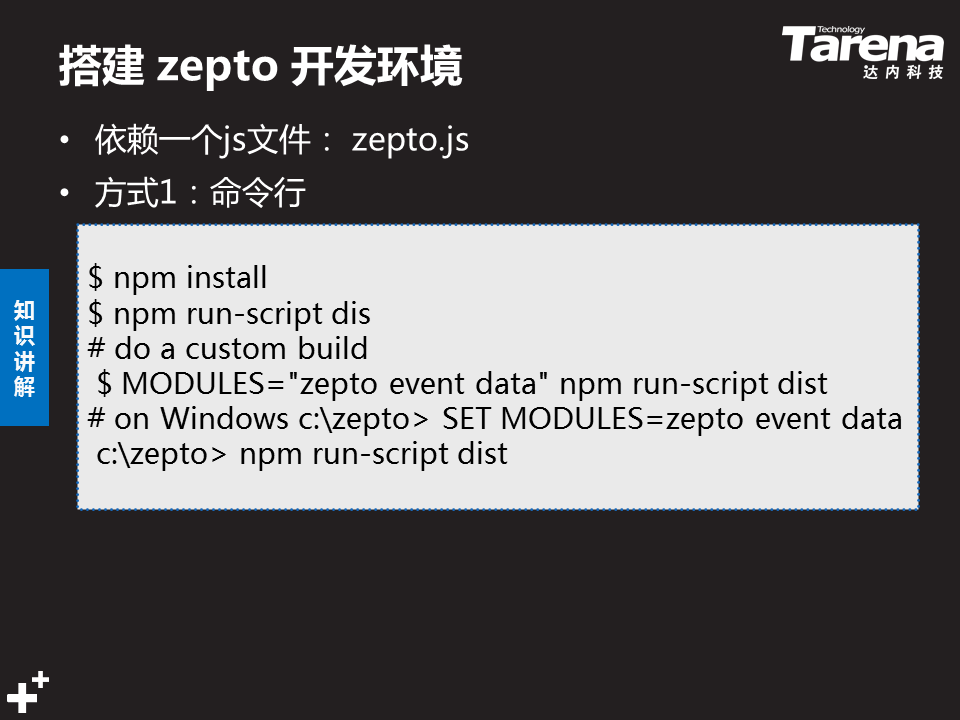 搭建 zepto 开发环境
Technology
Tarena
达内科技
• 依赖一个js文件： zepto.js
• 方式1：命令行
知识讲解
$ npm install
$ npm run-script dis
# do a custom build
$ MODULES="zepto event data" npm run-script dist
# on Windows c:\zepto> SET MODULES=zepto event data
c:\zepto> npm run-script dist